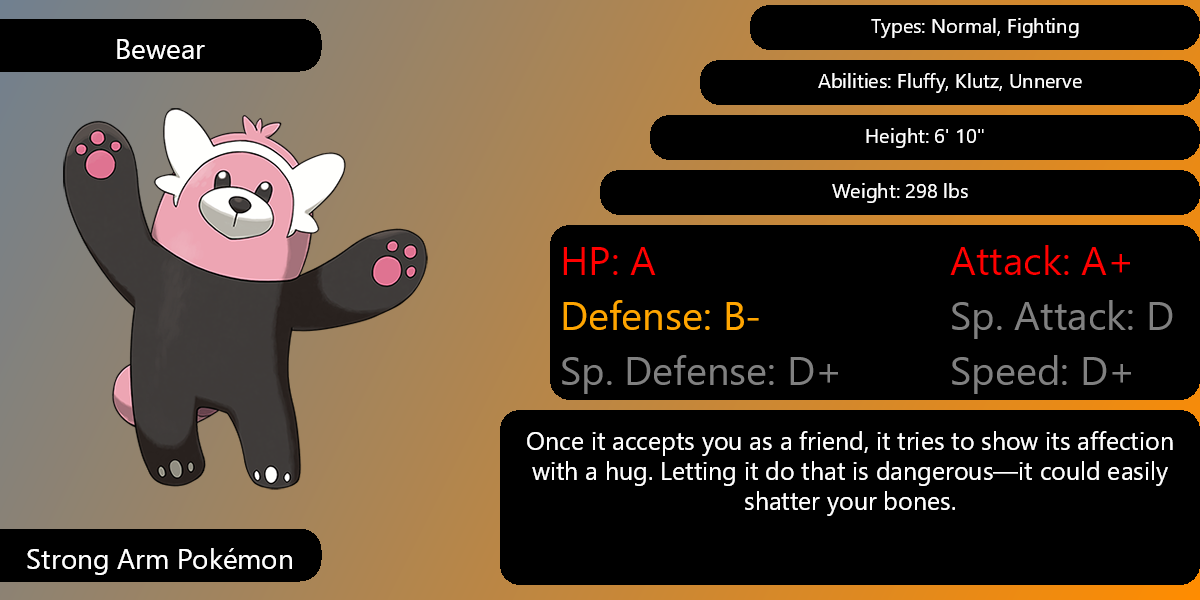 Bewear
Types: Normal, Fighting
Abilities: Fluffy, Klutz, Unnerve
Height: 6' 10"
Weight: 298 lbs
HP: A
Attack: A+
Defense: B-
Sp. Attack: D
Sp. Defense: D+
Speed: D+
Once it accepts you as a friend, it tries to show its affection
with a hug. Letting it do that is dangerous—it could easily
shatter your bones.
Strong Arm Pokémon